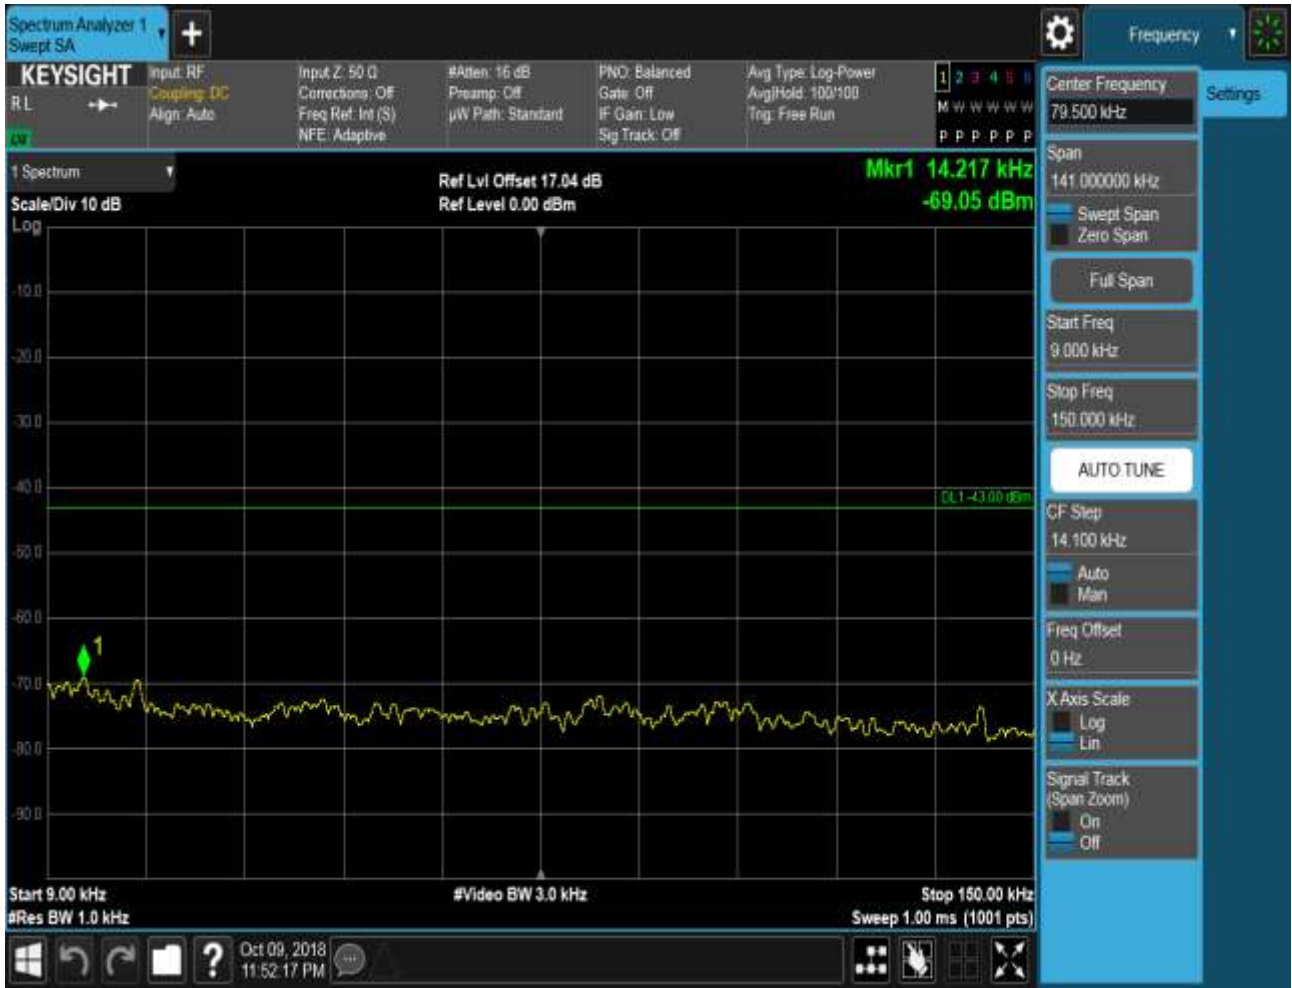 Spectrum Analyzer 1
Swept SA
Frequency
KEYSIGHT
RL
Input: RF
Coupling: DC
Align: Auto
Input Z: 50 Ω
Corrections: Off
Freq Ref: Int (S)
NFE: Adaptive
#Atten: 16 dB
Preamp: Off
µW Path: Standard
PNO: Balanced
Gate: Off
IF Gain: Low
Sig Track: Off
Avg Type: Log-Power
Avg|Hold: 100/100
Trig: Free Run
1 2 3 4 5 6
M W W W W W
P P P P P P
Center Frequency
79.500 kHz
Settings
Span
141.000000 kHz
Swept Span
Zero Span
Full Span
Start Freq
9.000 kHz
Stop Freq
150.000 kHz
AUTO TUNE
CF Step
14.100 kHz
Auto
Man
Freq Offset
0 Hz
X Axis Scale
Log
Lin
Signal Track
(Span Zoom)
On
Off
1 Spectrum
Scale/Div 10 dB
Log
Ref Lvl Offset 17.04 dB
Ref Level 0.00 dBm
Mkr1 14.217 kHz
-69.05 dBm
-10.0
-20.0
-30.0
-40.0
DL1 -43.00 dBm
-50.0
-60.0
1
-70.0
-80.0
-90.0
Start 9.00 kHz
#Video BW 3.0 kHz
Stop 150.00 kHz
#Res BW 1.0 kHz
Sweep 1.00 ms (1001 pts)
Oct 09, 2018
11:52:17 PM